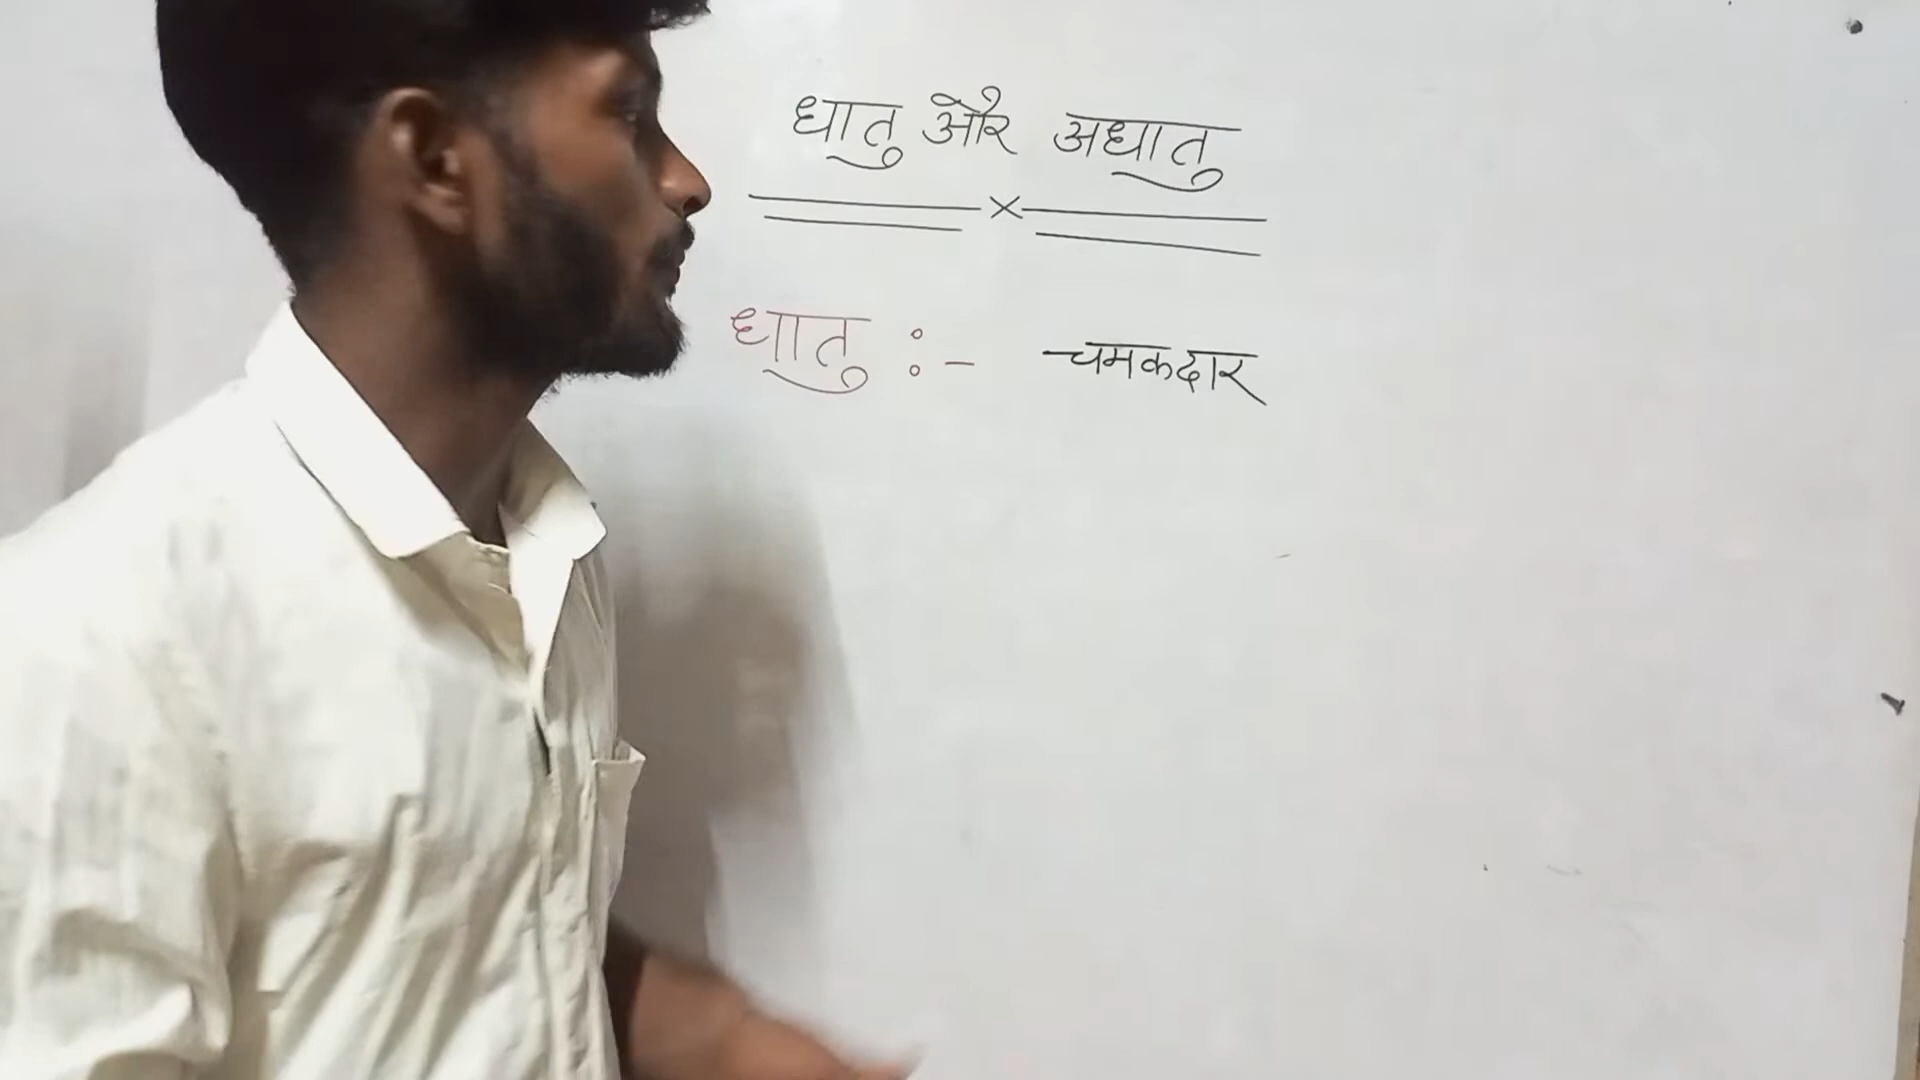 धातु और अधातु
धातु :- चमकदार